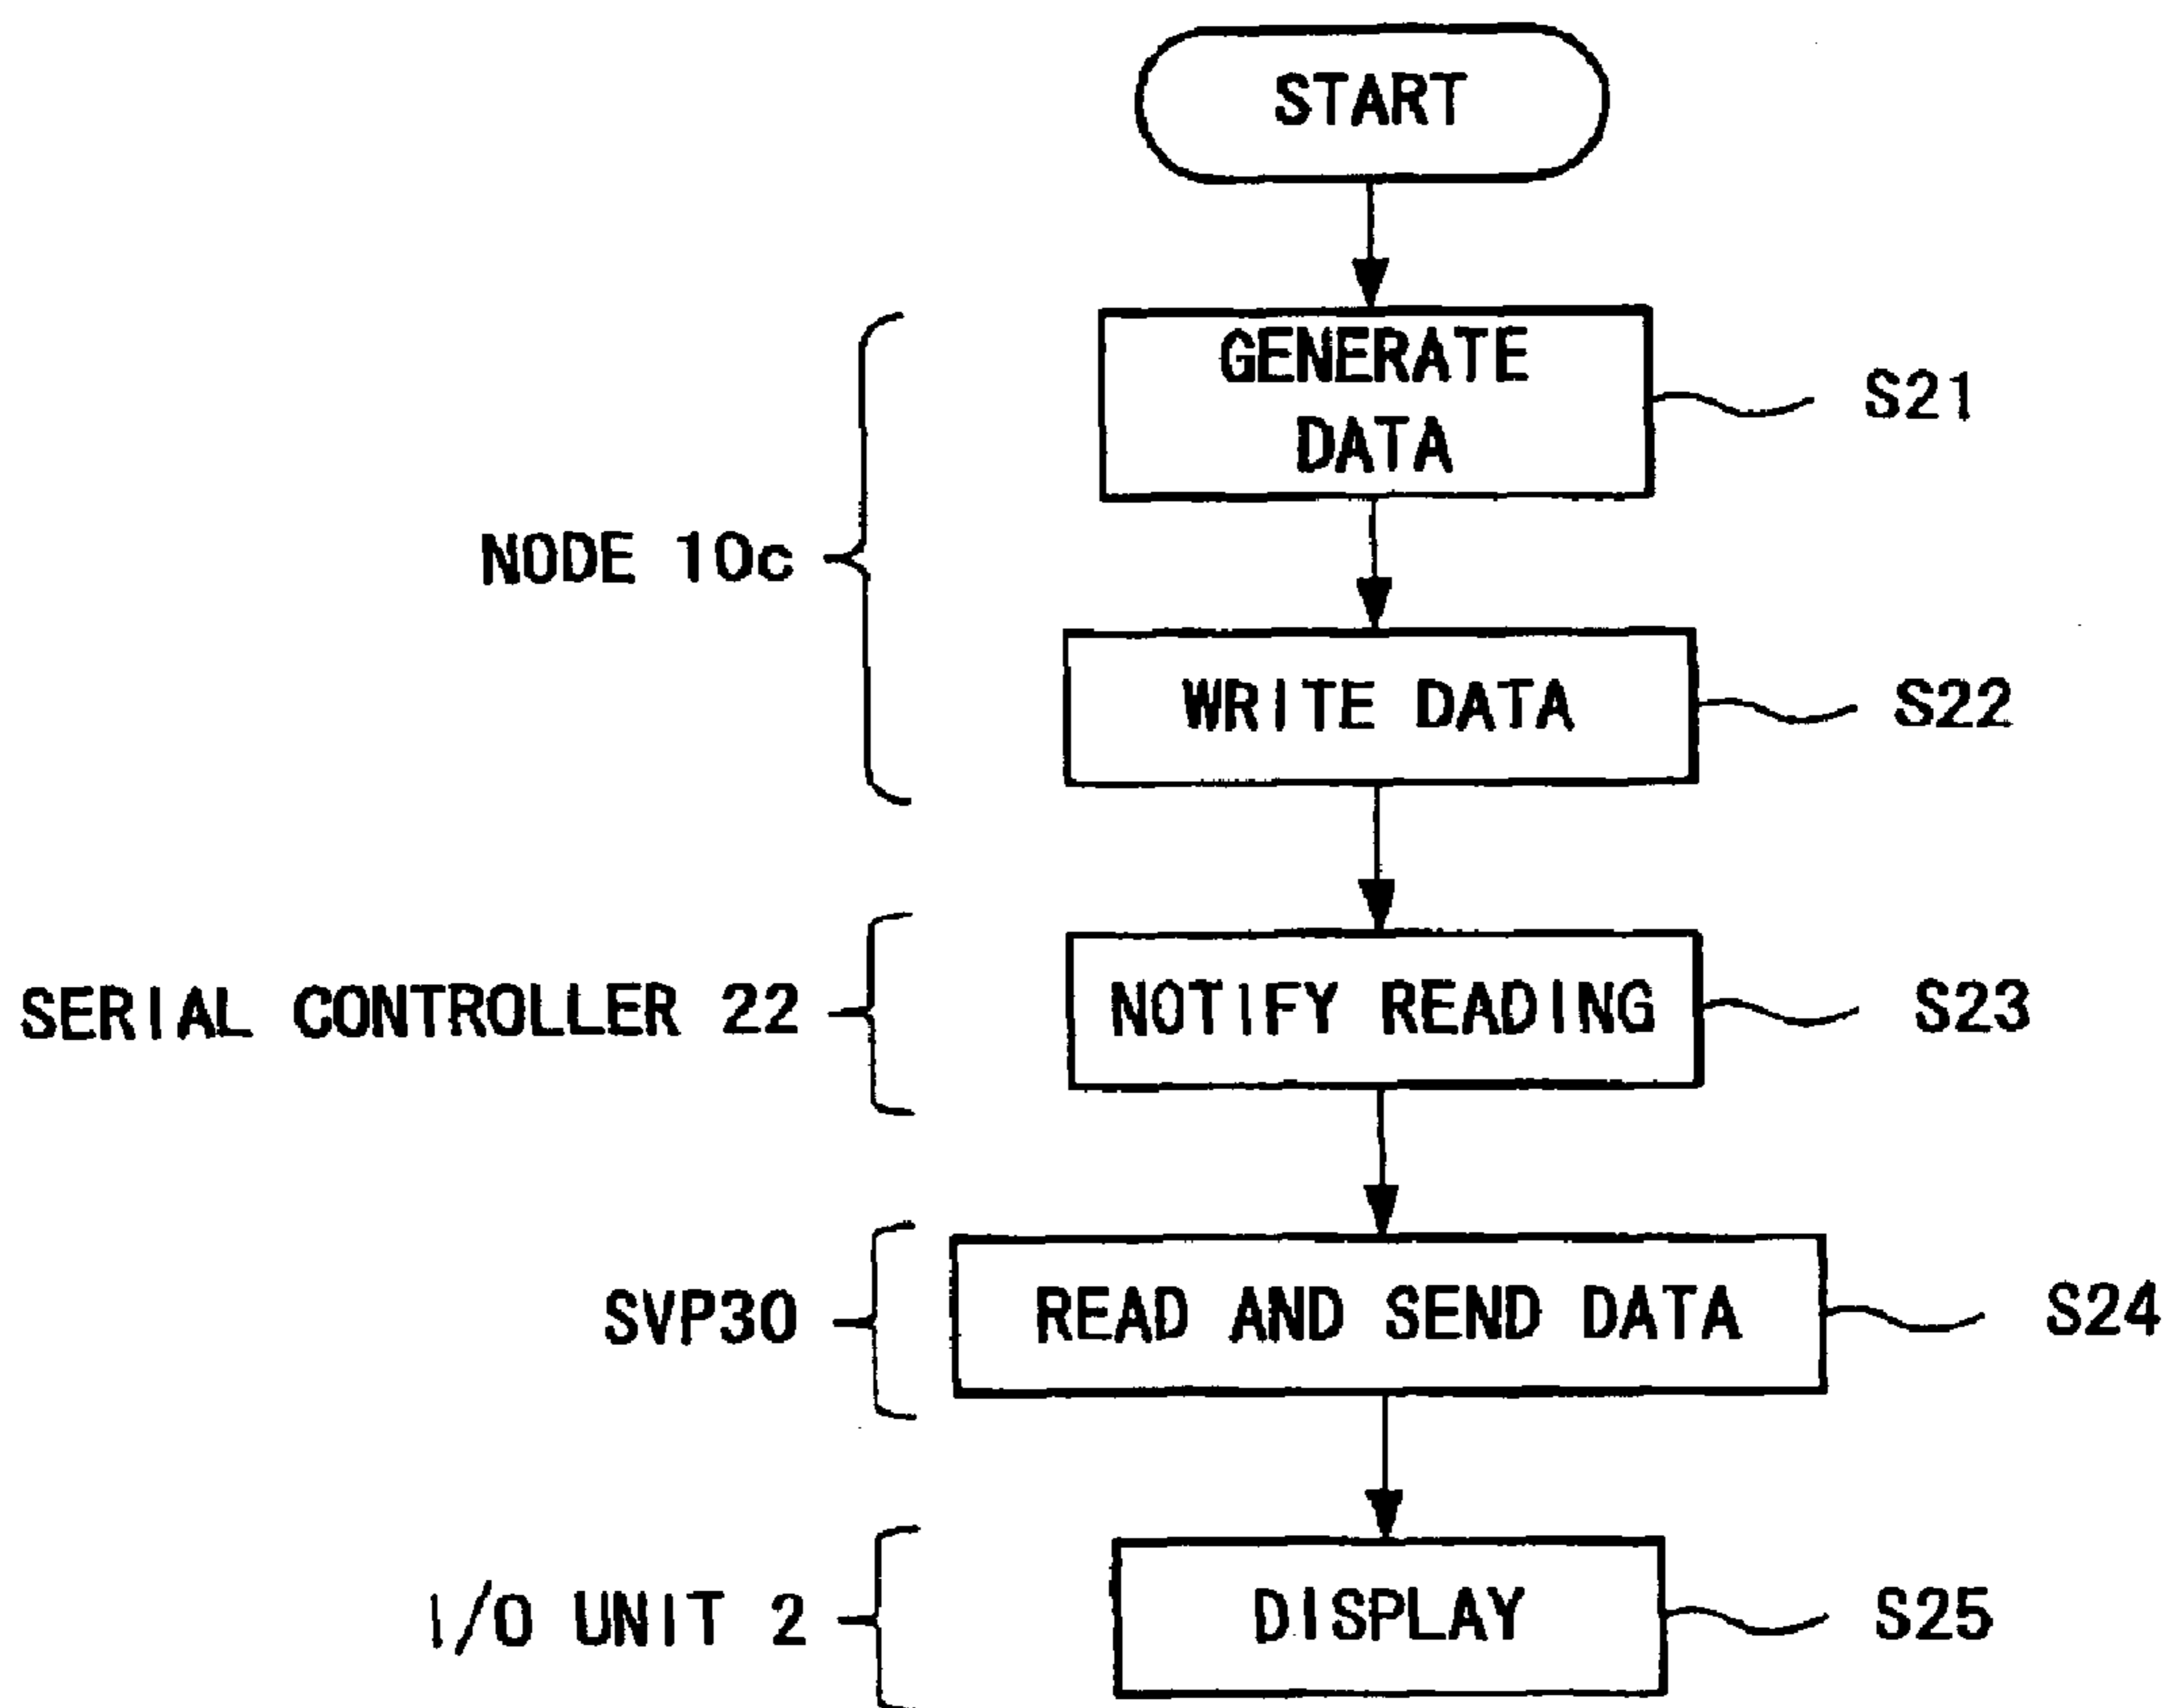 START
GENERATE
DATA
S21
NODE 10c
WRITE DATA
S22
SERIAL CONTROLLER 22
NOTIFY READING
S23
SVP30
READ AND SEND DATA
S24
I/O UNIT 2
DISPLAY
S25